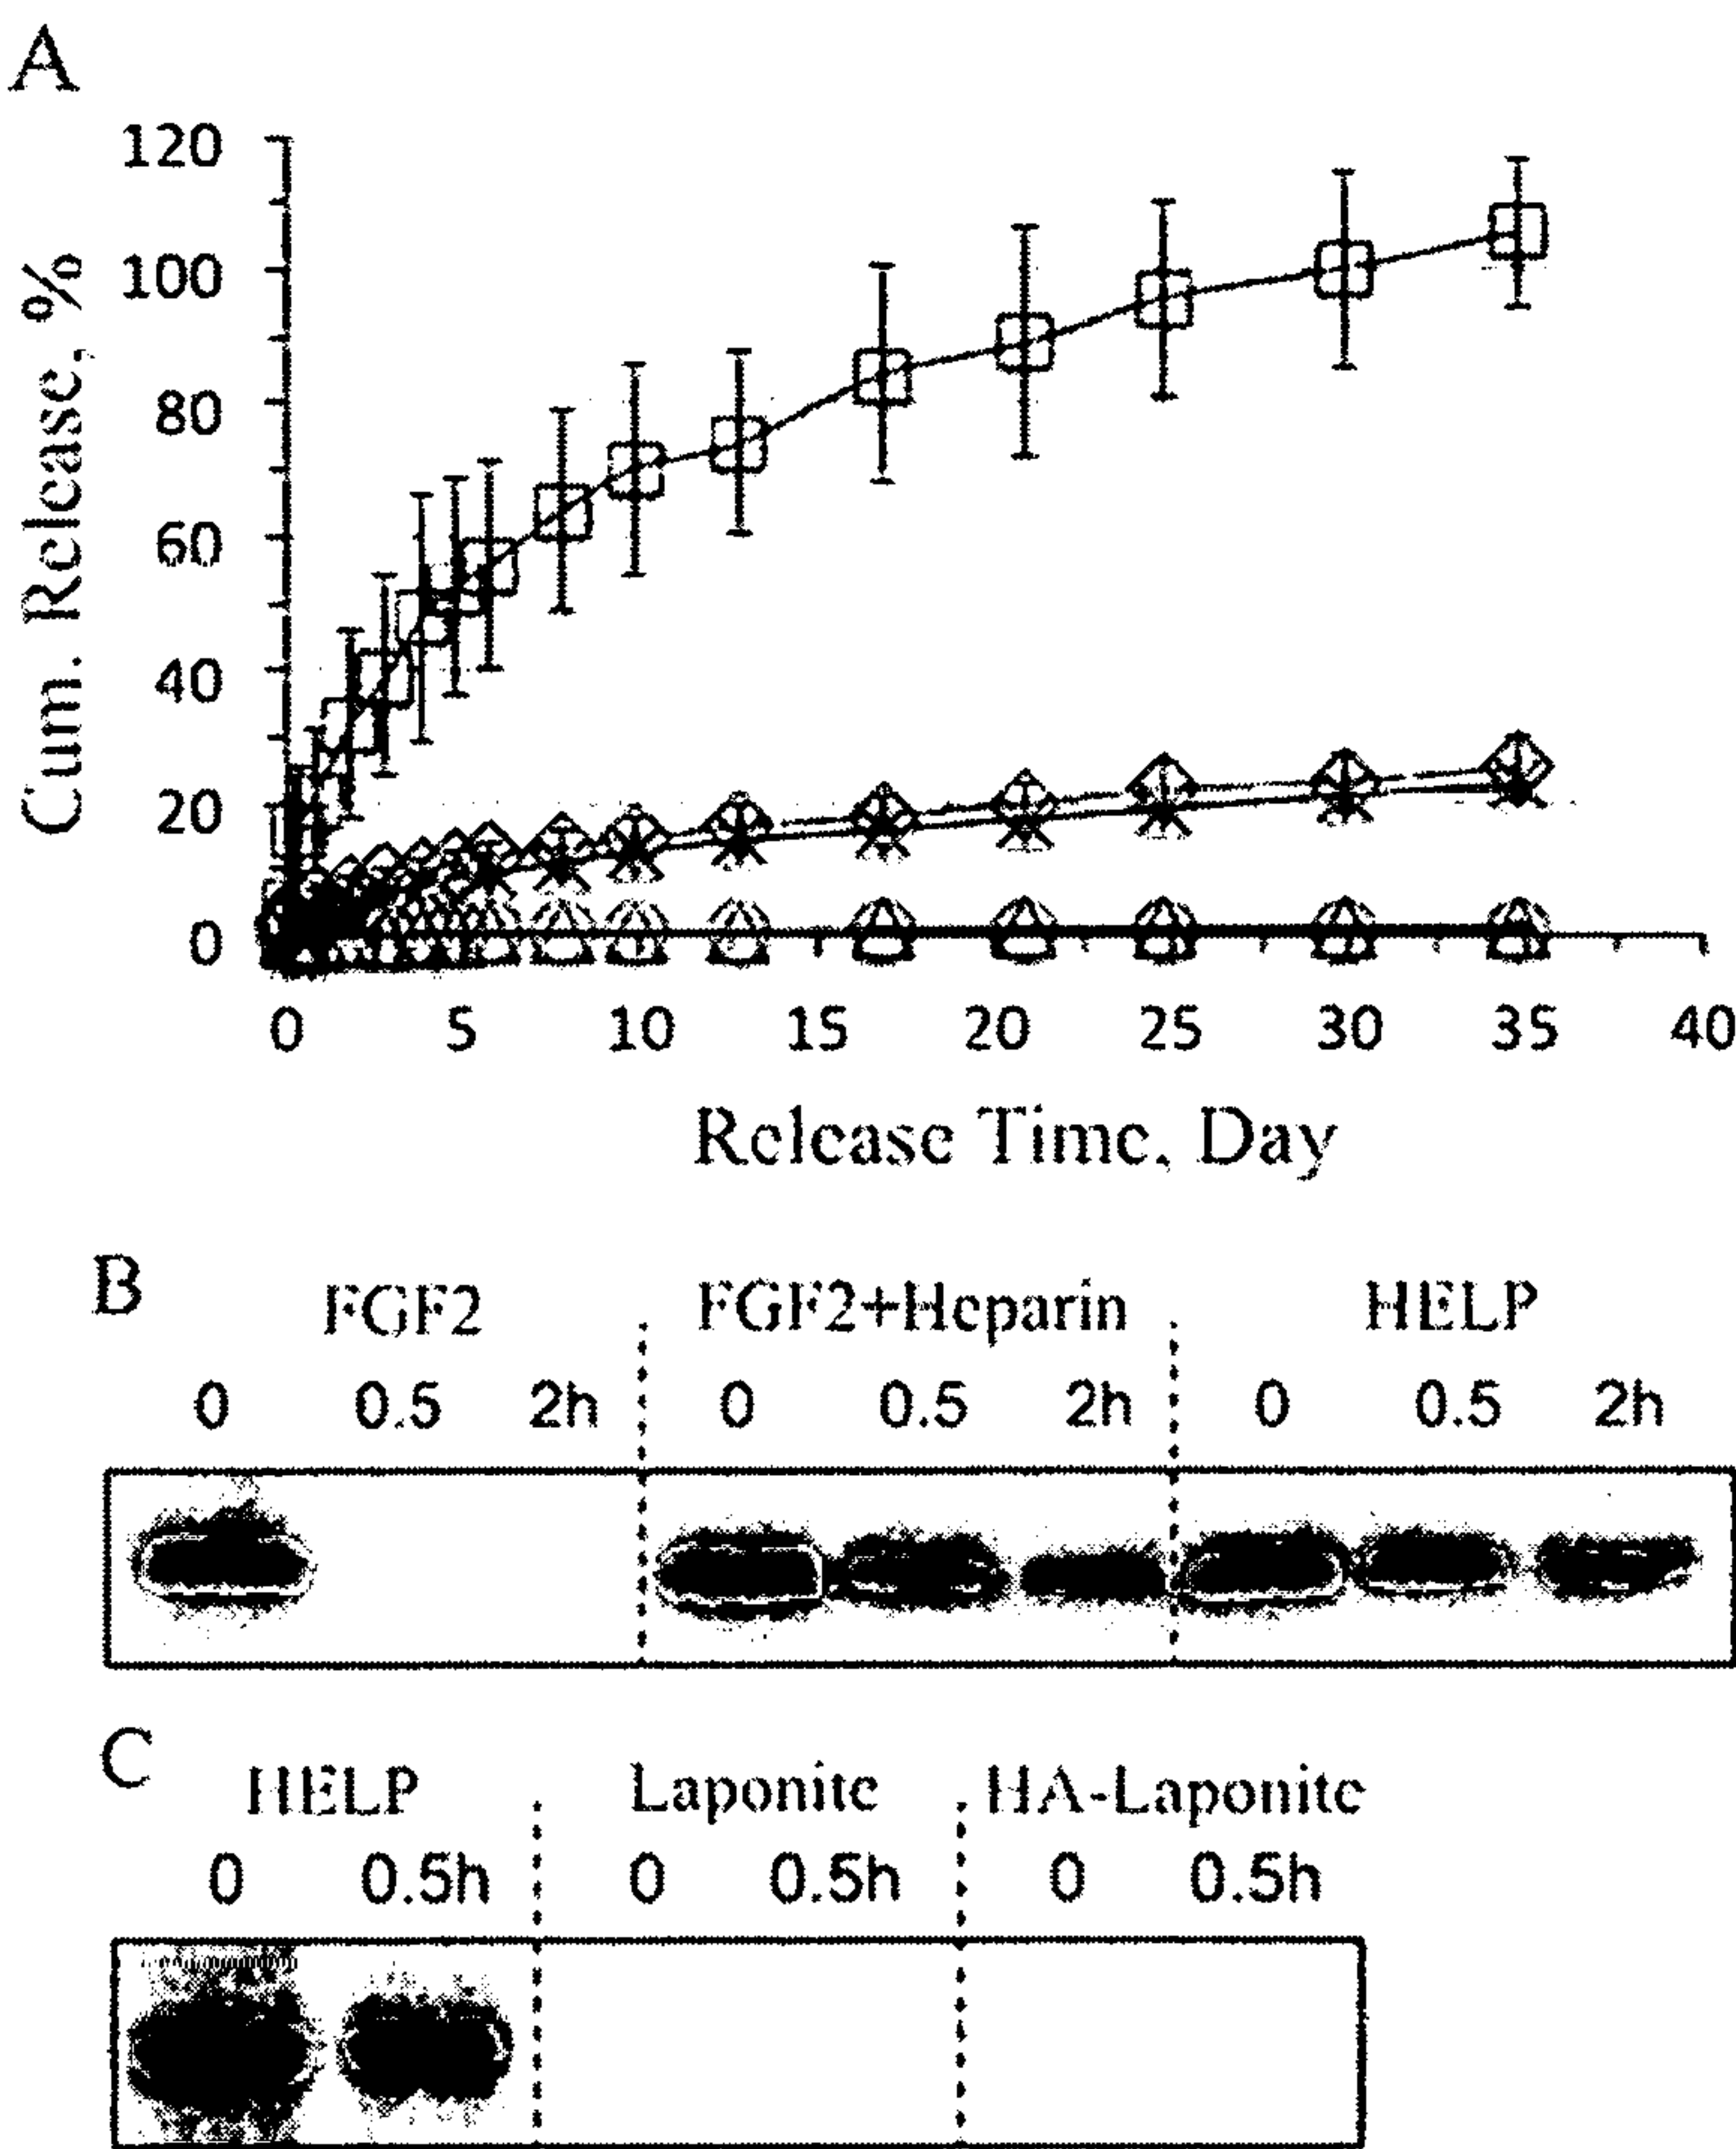 A
120
100
80
60
40
20
0
Cum. Release, %
0 5 10 15 20 25 30 35 40
Release Time, Day
B
FGF2 FGF2+Heparin HELP
0 0.5 2h 0 0.5 2h 0 0.5 2h
C
HELP Laponite HA-Laponite
0 0.5h 0 0.5h 0 0.5h